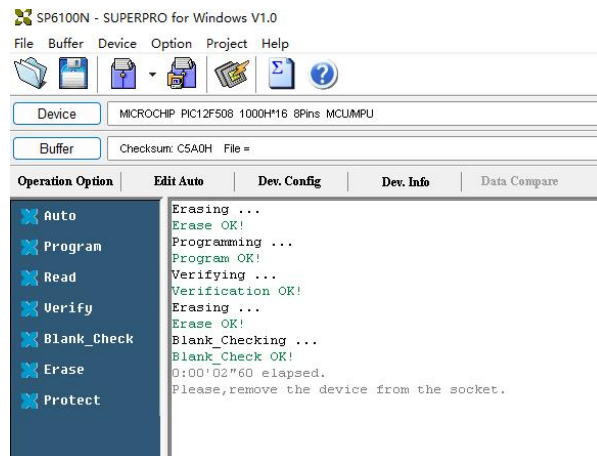 SP6100N - SUPERPRO for Windows V1.0
File Buffer Device Option Project Help
Device MICROCHIP PIC12F508 1000H*16 8Pins MCU/MPU
Buffer Checksum: C5A0H File =
Operation Option Edit Auto Dev. Config Dev. Info Data Compare
Auto
Program
Read
Verify
Blank_Check
Erase
Protect
Erasing ...
Erase OK!
Programming ...
Program OK!
Verifying ...
Verification OK!
Erasing ...
Erase OK!
Blank_Checking ...
Blank_Check OK!
0:00'02"60 elapsed.
Please,remove the device from the socket.